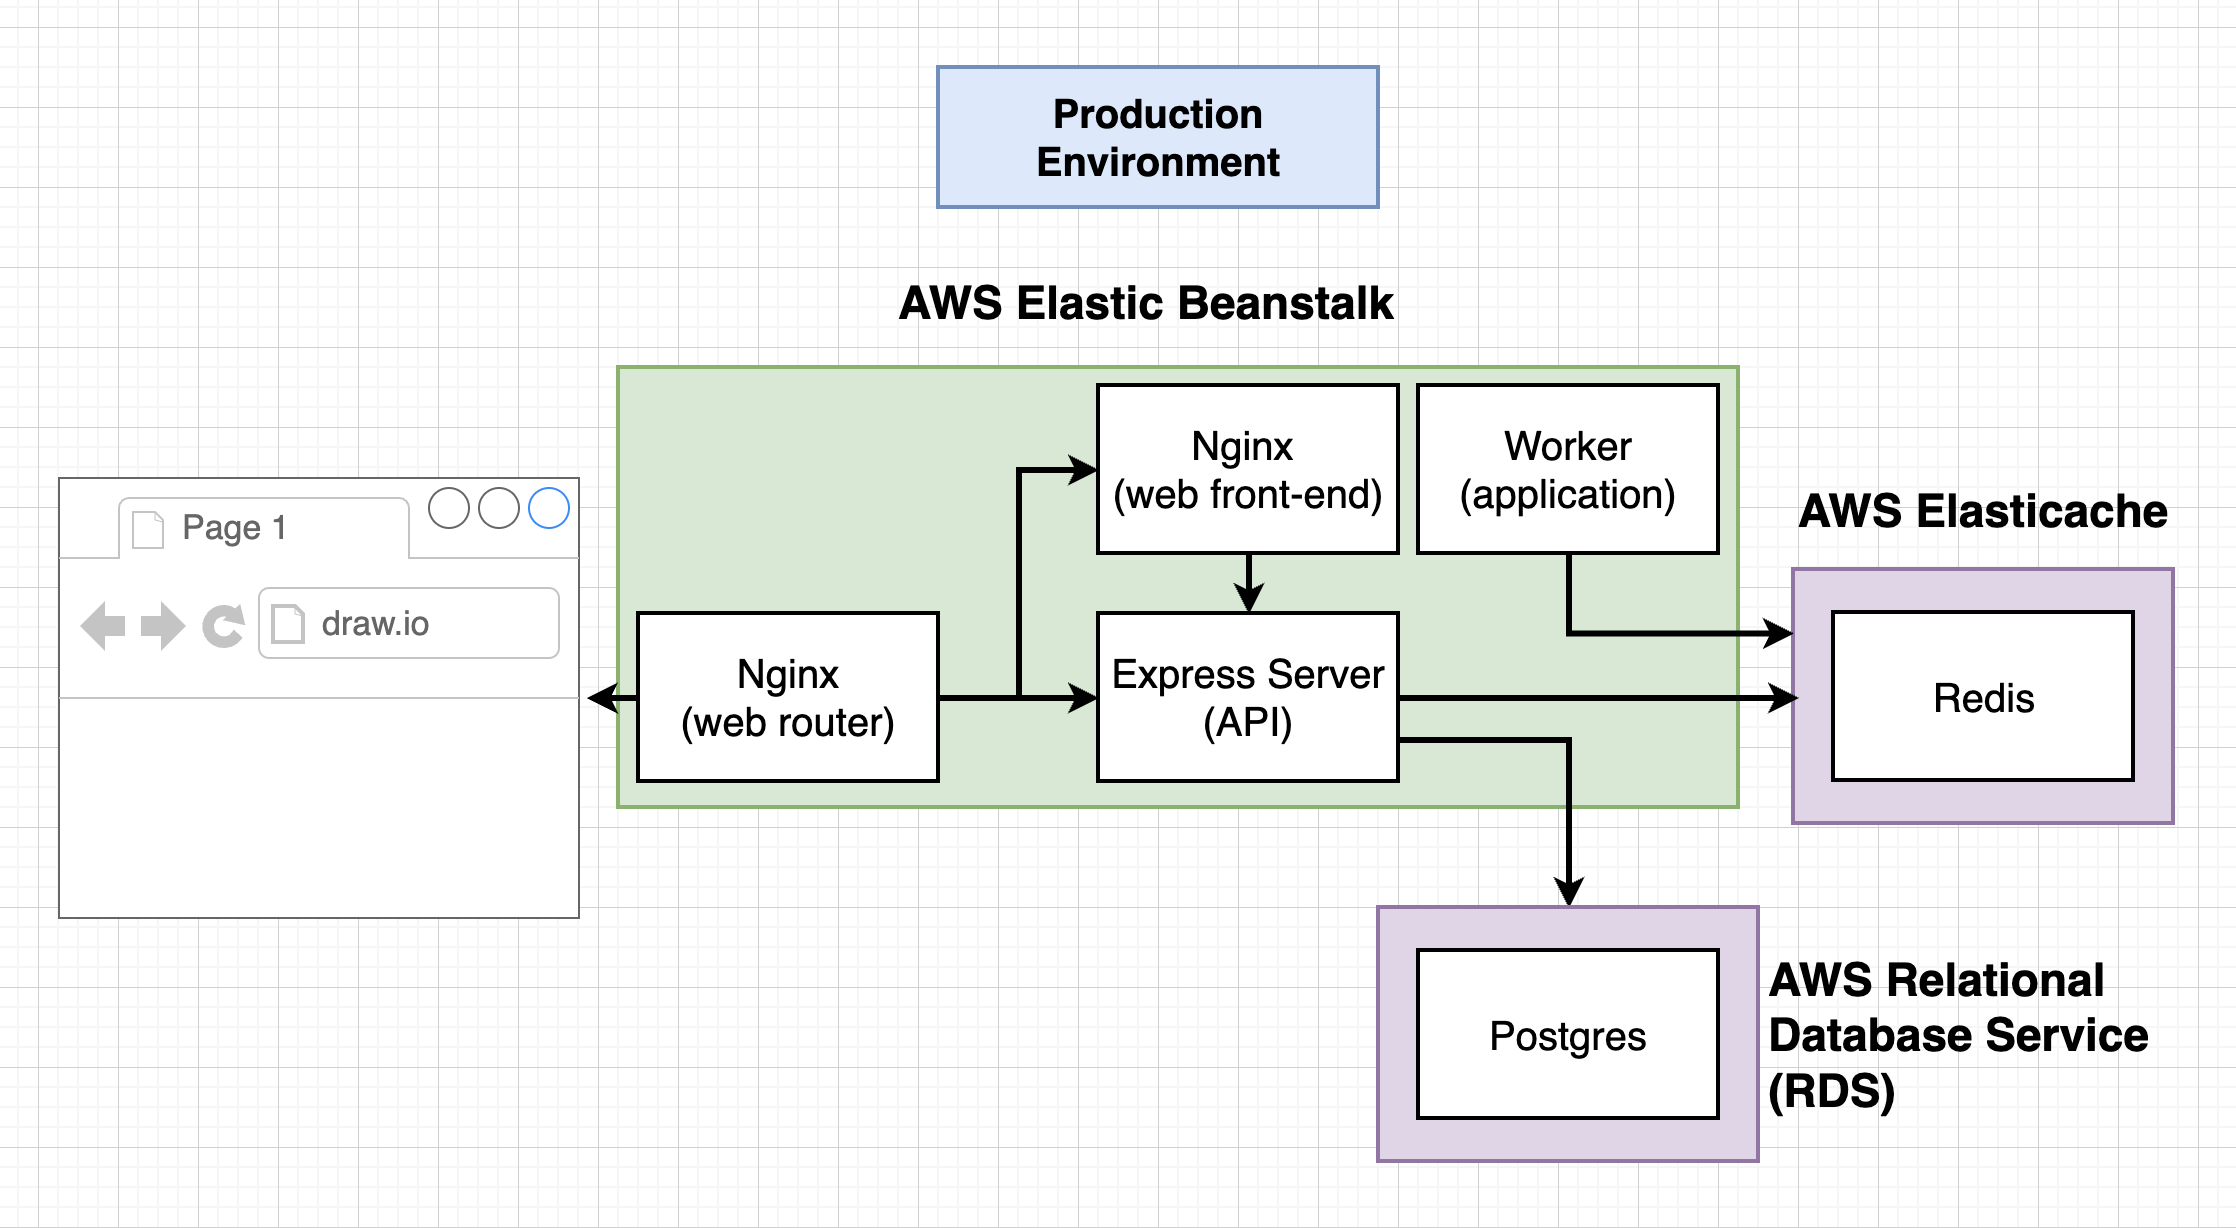 Production
Environment
AWS Elastic Beanstalk
Nginx
(web front-end)
Worker
(application)
Page 1
draw.io
AWS Elasticache
Nginx
(web router)
Express Server
(API)
Redis
Postgres
AWS Relational
Database Service
(RDS)